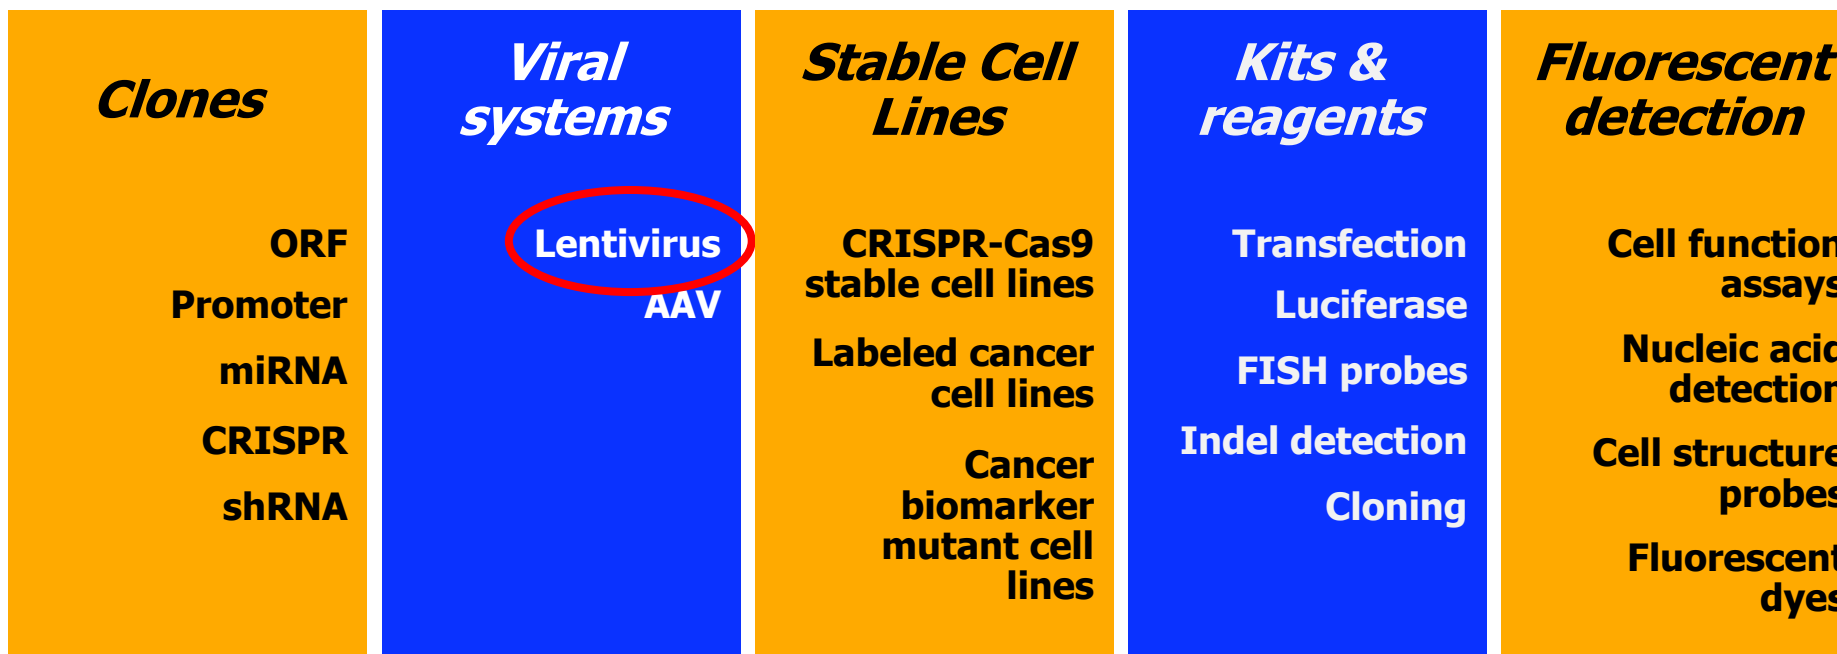 Clones
ORF
Promoter
miRNA
CRISPR
shRNA
Viral
systems
Lentivirus
AAV
Stable Cell
Lines
CRISPR-Cas9
stable cell lines
Labeled cancer
cell lines
Cancer
biomarker
mutant cell
lines
Kits &
reagents
Transfection
Luciferase
FISH probes
Indel detection
Cloning
Fluorescent
detection
Cell function
assays
Nucleic acid
detection
Cell structure
probes
Fluorescent
dyes